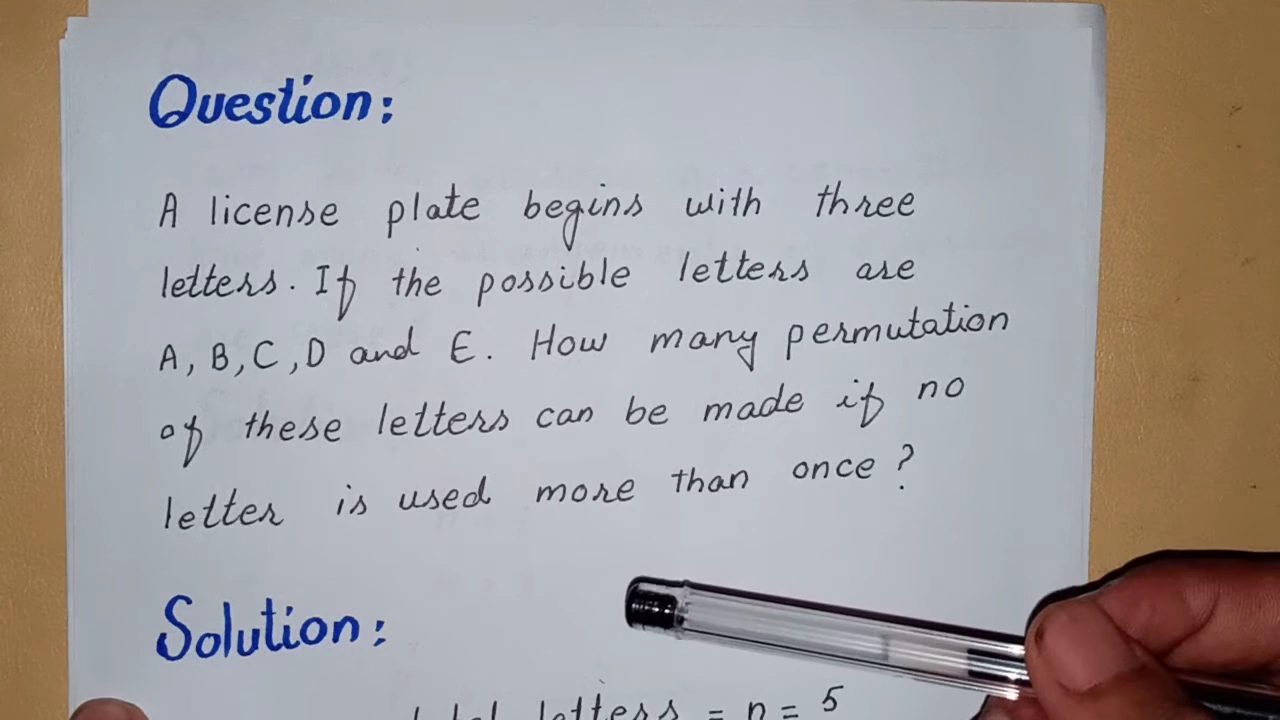 Question:
A license plate begins with three
letters. If the possible letters are
A, B, C, D and E. How many permutation
of these letters can be made if no
letter is used more than once?
Solution:
letters = n = 5